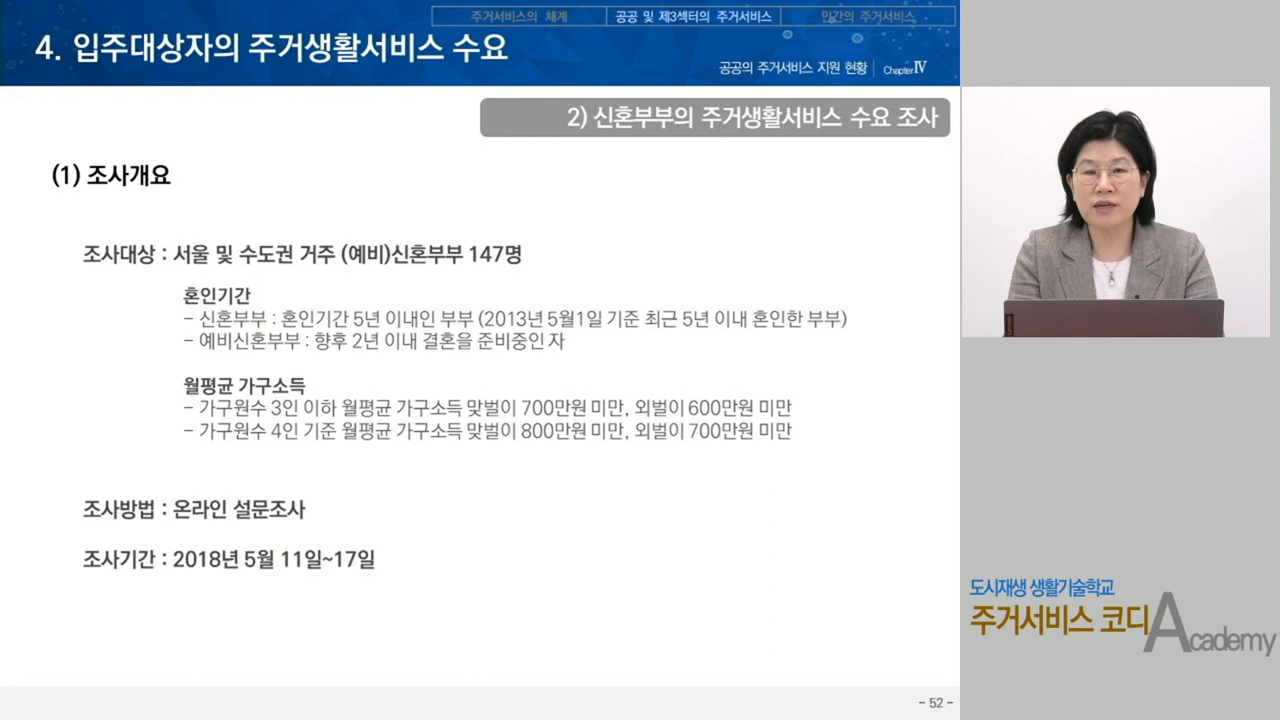 주거서비스의 체계
공공 및 제3섹터의 주거서비스
민간의 주거서비스
4. 입주대상자의 주거생활서비스 수요
공공의 주거서비스 지원 현황
Chapter Ⅳ
2) 신혼부부의 주거생활서비스 수요 조사
(1) 조사개요
조사대상 : 서울 및 수도권 거주 (예비)신혼부부 147명
혼인기간
- 신혼부부 : 혼인기간 5년 이내인 부부 (2013년 5월1일 기준 최근 5년 이내 혼인한 부부)
- 예비신혼부부 : 향후 2년 이내 결혼을 준비중인 자
월평균 가구소득
- 가구원수 3인 이하 월평균 가구소득 맞벌이 700만원 미만, 외벌이 600만원 미만
- 가구원수 4인 기준 월평균 가구소득 맞벌이 800만원 미만, 외벌이 700만원 미만
조사방법 : 온라인 설문조사
조사기간 : 2018년 5월 11일~17일
- 52 -
도시재생 생활기술학교
주거서비스 코디 Academy